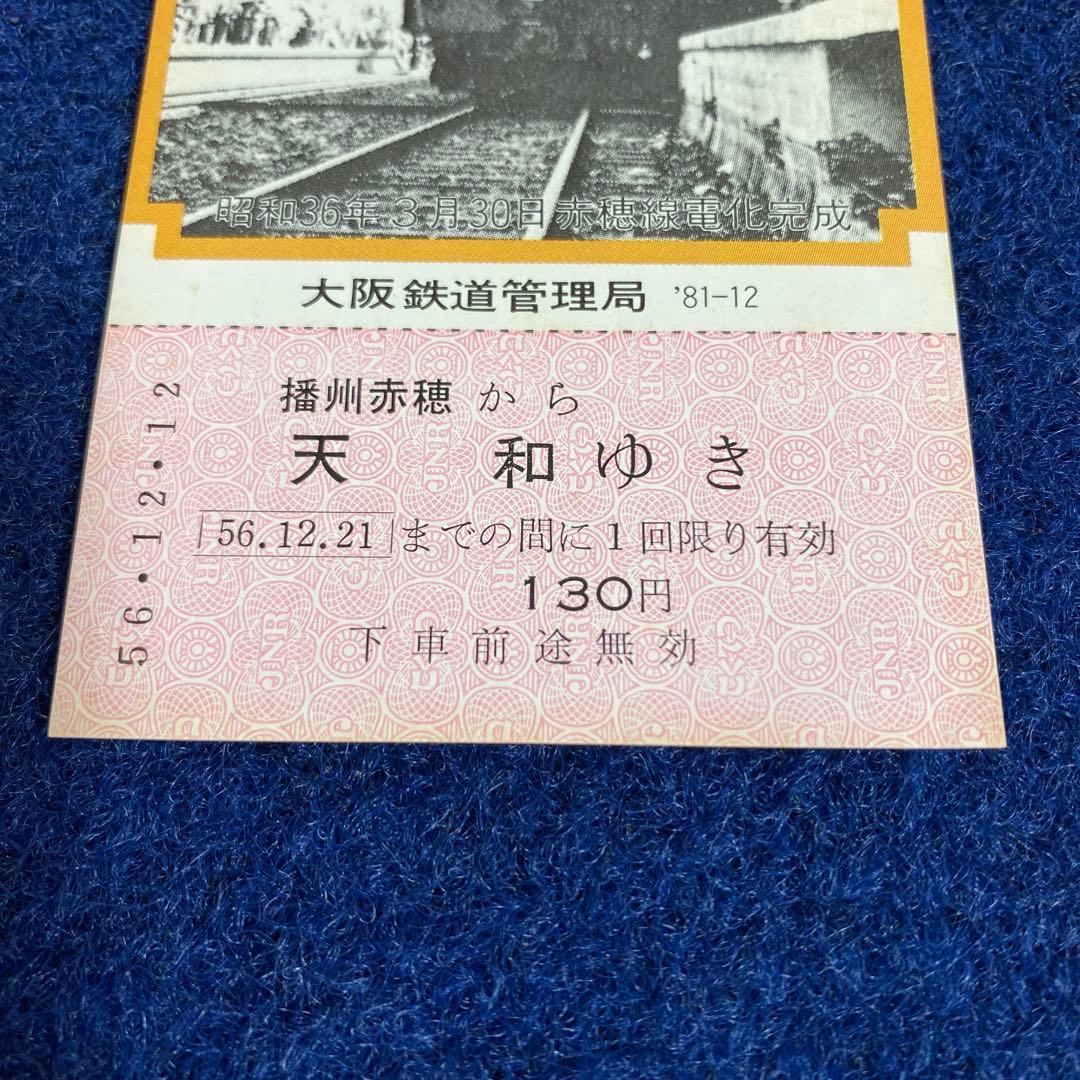 昭和36年3月30日赤穂線電化完成
大阪鉄道管理局 '81-12
播州赤穂から
天 和ゆき
56.12.21までの間に1回限り有効
130円
下車前途無効
56.12.12